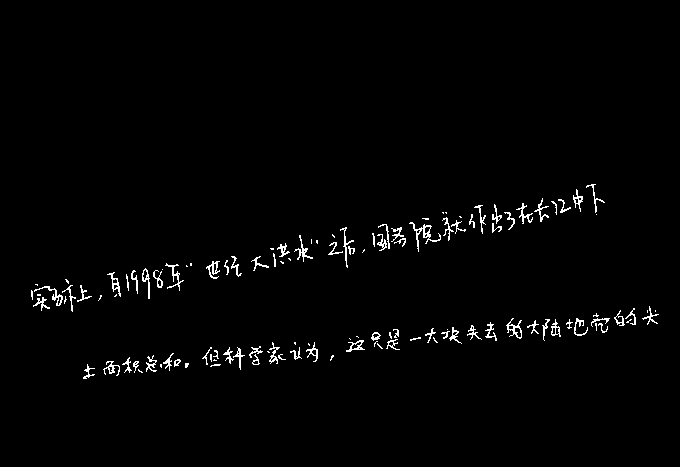 实际上，自1998年“世纪大洪水”之后，国务院就作出了在长江中下
土面积总和。但科学家认为，这只是一大块失去的大陆地壳的尖